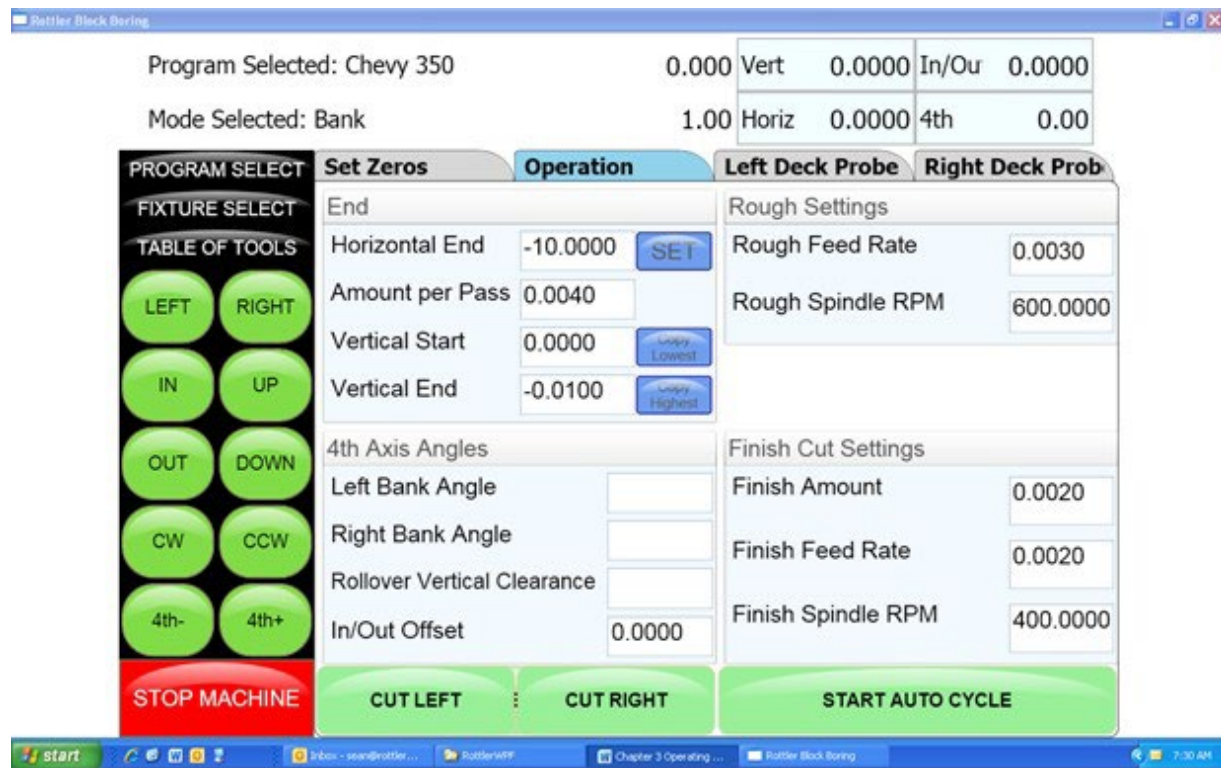 Rottler Block Boring
Program Selected: Chevy 350 0.000 Vert 0.0000 In/Our 0.0000
Mode Selected: Bank 1.00 Horiz 0.0000 4th 0.00
PROGRAM SELECT
FIXTURE SELECT
TABLE OF TOOLS
LEFT RIGHT
IN UP
OUT DOWN
CW CCW
4th- 4th+
STOP MACHINE
Set Zeros Operation Left Deck Probe Right Deck Prob
End
Horizontal End -10.0000 SET
Amount per Pass 0.0040
Vertical Start 0.0000 Copy Lowest
Vertical End -0.0100 Copy Highest
Rough Settings
Rough Feed Rate 0.0030
Rough Spindle RPM 600.0000
4th Axis Angles
Left Bank Angle
Right Bank Angle
Rollover Vertical Clearance
In/Out Offset 0.0000
Finish Cut Settings
Finish Amount 0.0020
Finish Feed Rate 0.0020
Finish Spindle RPM 400.0000
CUT LEFT CUT RIGHT START AUTO CYCLE
start Inbox - sean@rottler... RottlerWPF Chapter 3 Operating ... Rottler Block Boring 7:30 AM